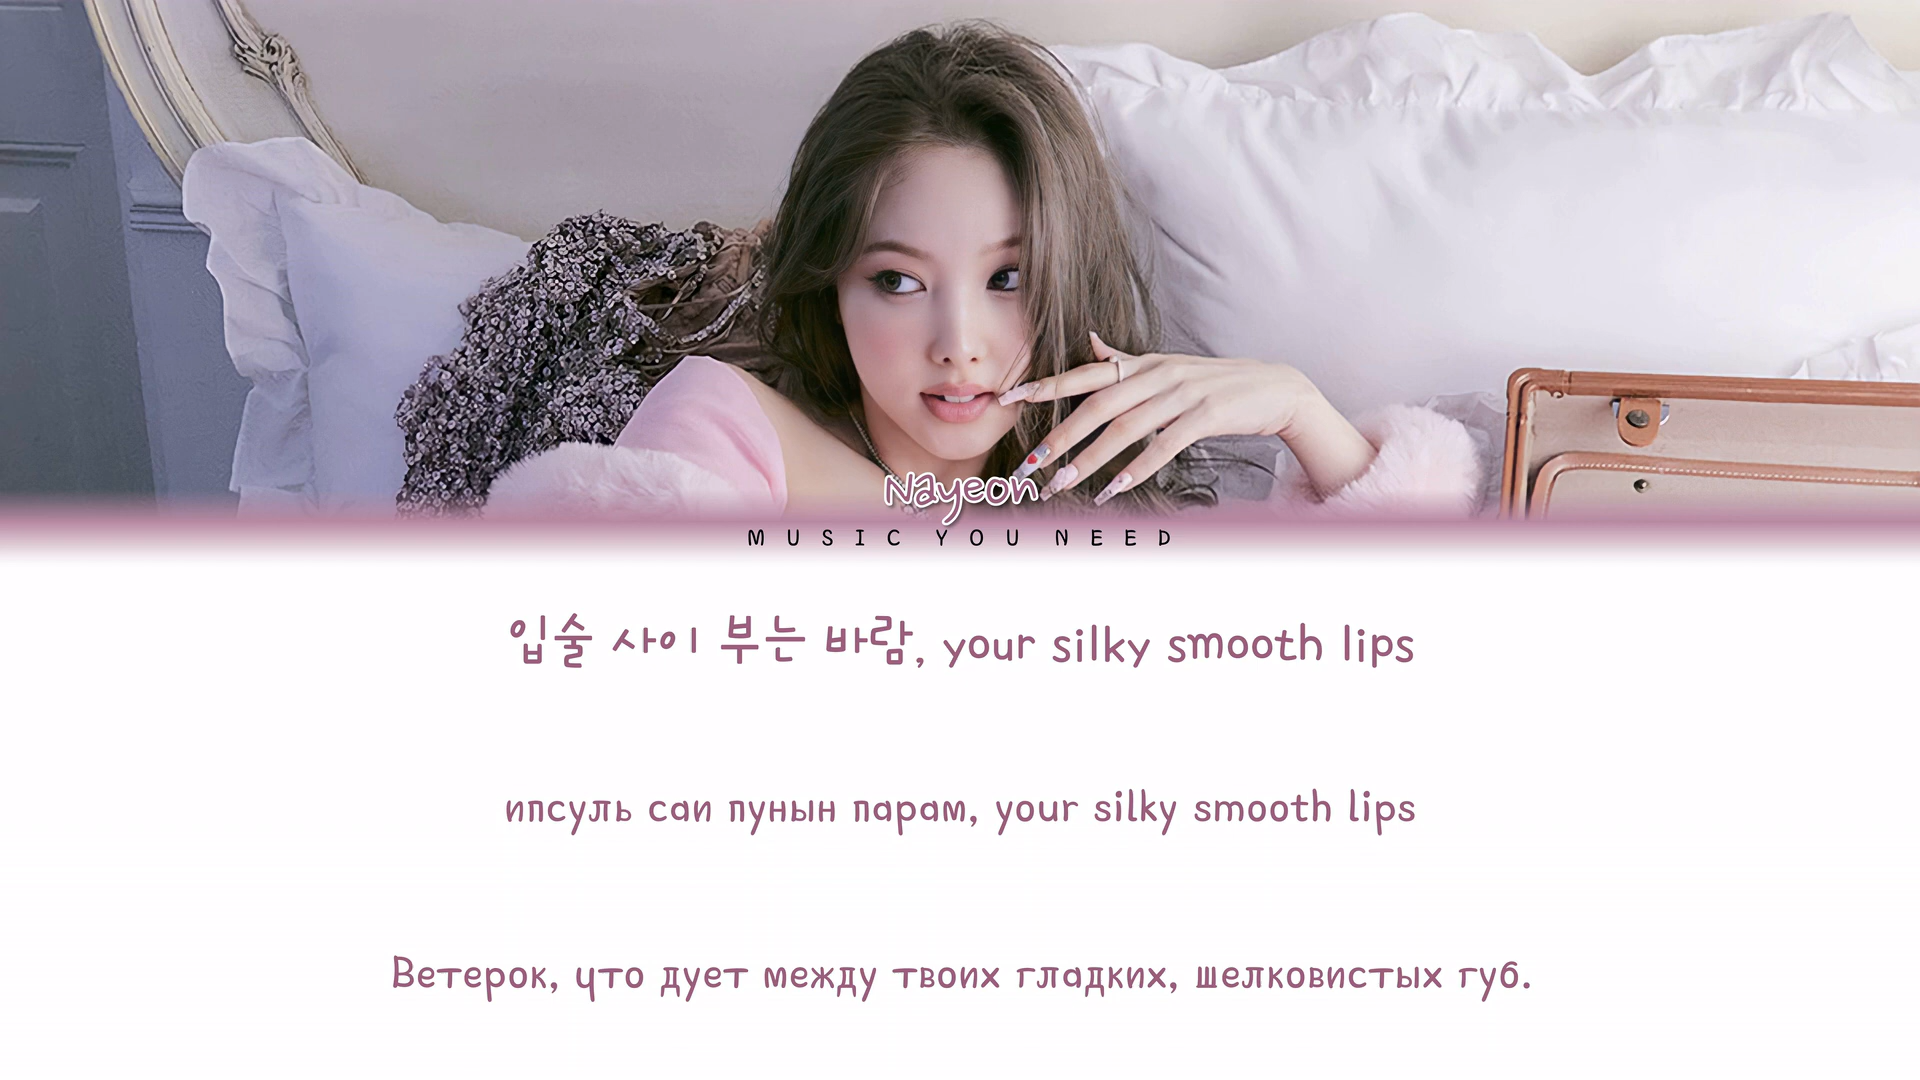 Nayeon
MUSIC YOU NEED
입술 사이 부는 바람, your silky smooth lips
ипсуль саи пунын парам, your silky smooth lips
Ветерок, что дует между твоих гладких, шелковистых губ.